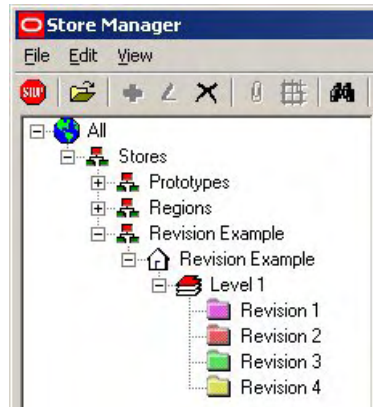 Store Manager
File Edit View
STOP
All
Stores
Prototypes
Regions
Revision Example
Revision Example
Level 1
Revision 1
Revision 2
Revision 3
Revision 4